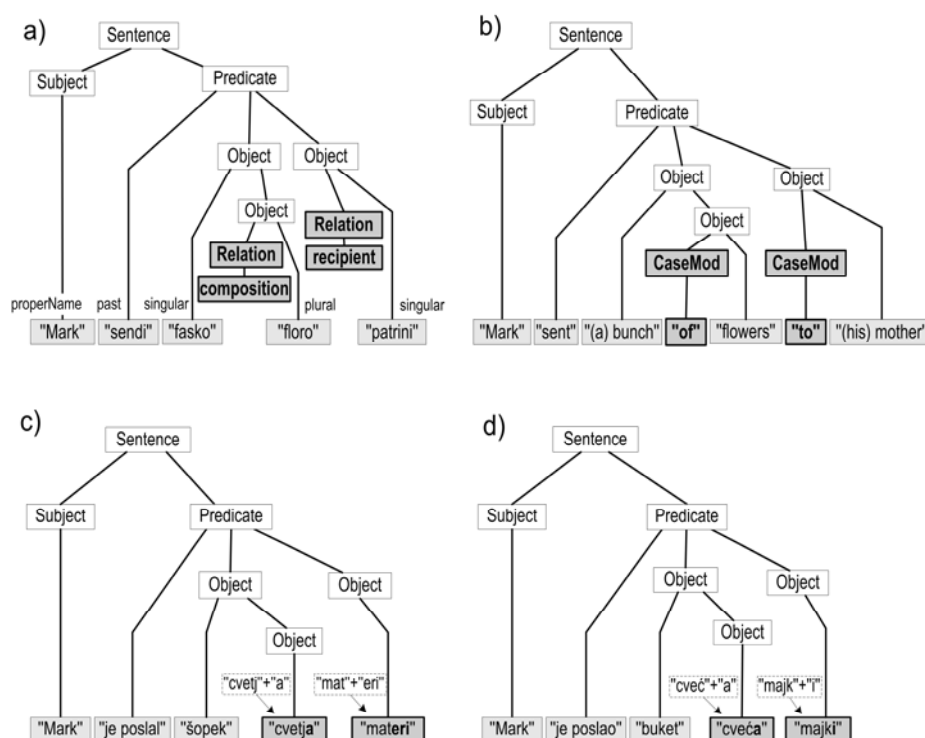 a)
Sentence
Subject
Predicate
Object
Object
Object
Relation
composition
Relation
recipient
properName past singular plural singular
"Mark" "sendi" "fasko" "floro" "patrini"
b)
Sentence
Subject
Predicate
Object
Object
Object
CaseMod
CaseMod
"Mark" "sent" "(a) bunch" "of" "flowers" "to" "(his) mother"
c)
Sentence
Subject
Predicate
Object
Object
Object
"cvetj"+"a"
"mat"+"eri"
"Mark" "je poslal" "šopek" "cvetja" "materi"
d)
Sentence
Subject
Predicate
Object
Object
Object
"cveć"+"a"
"majk"+"i"
"Mark" "je poslao" "buket" "cveća" "majki"